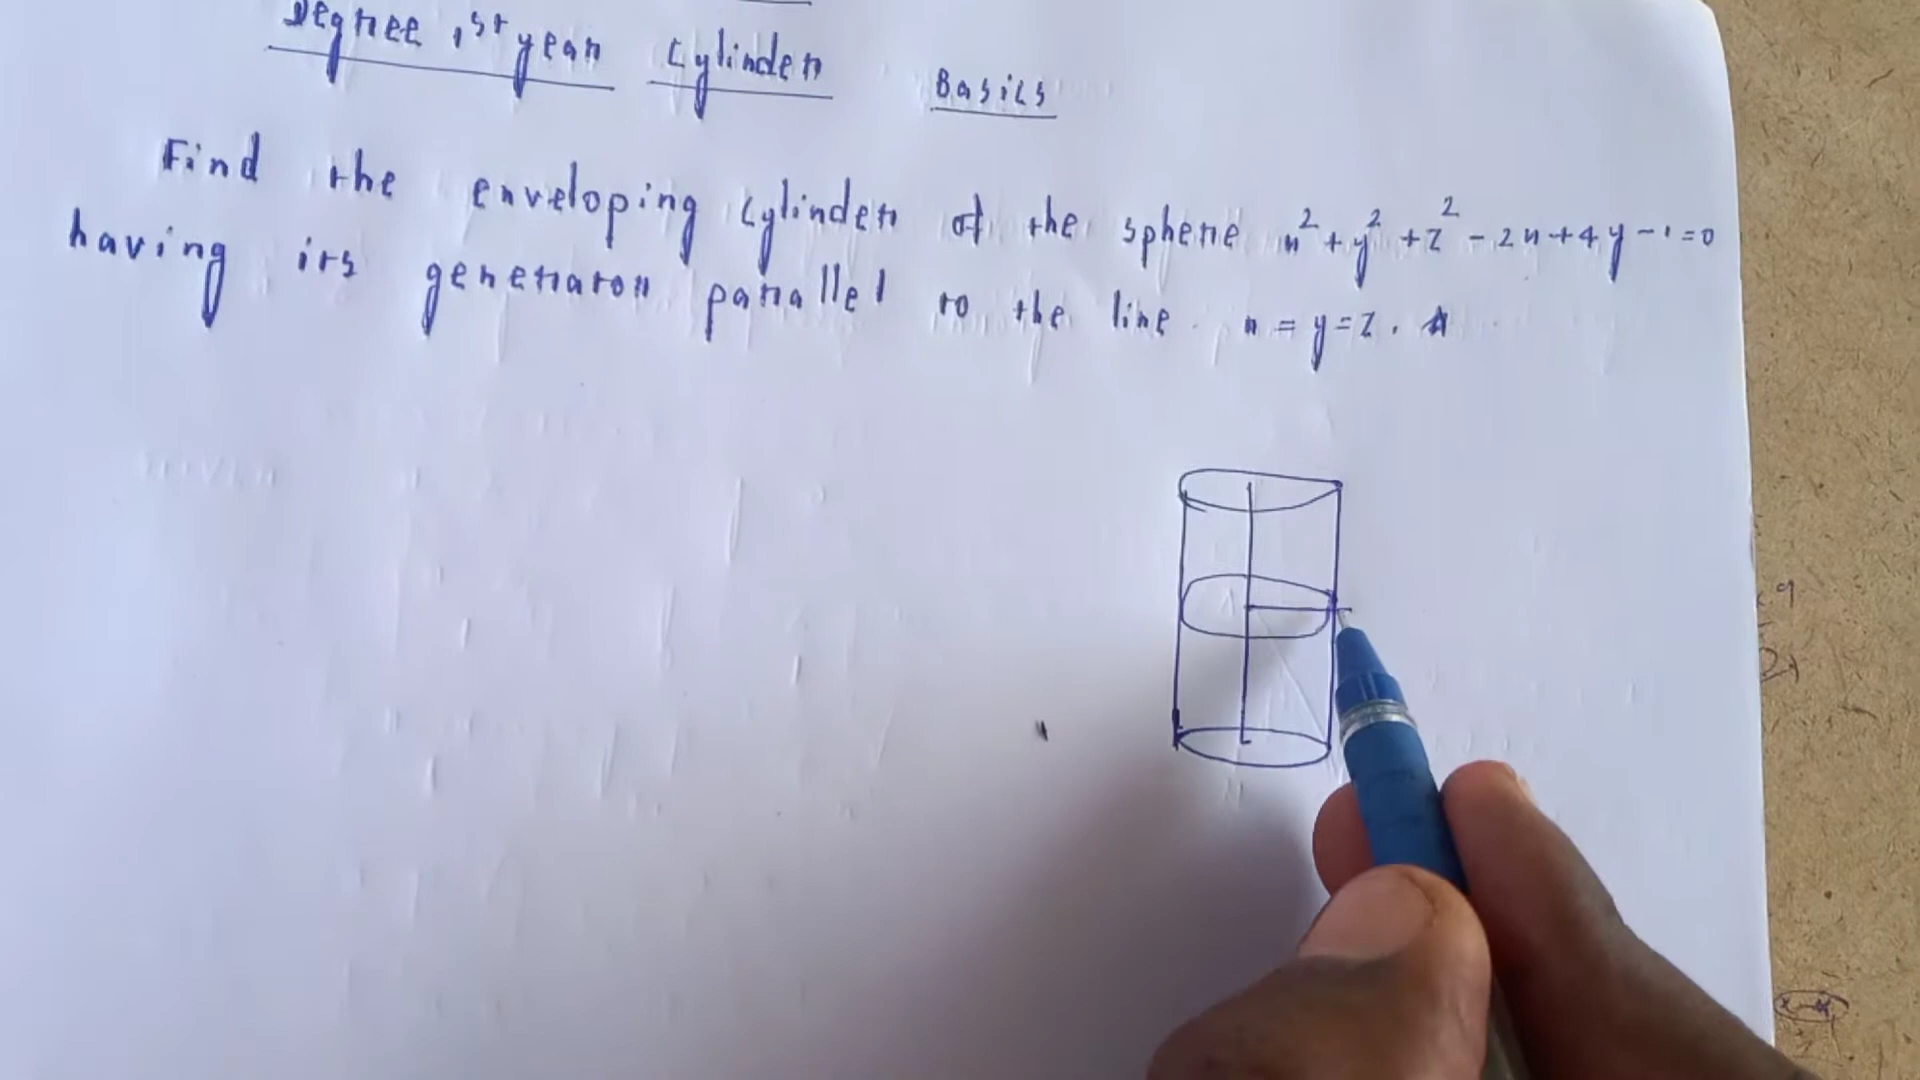 Degree 1st year Cylinder Basics
Find the enveloping cylinder of the sphere x² + y² + z² - 2x + 4y - 1 = 0
having its generator parallel to the line x = y = z.